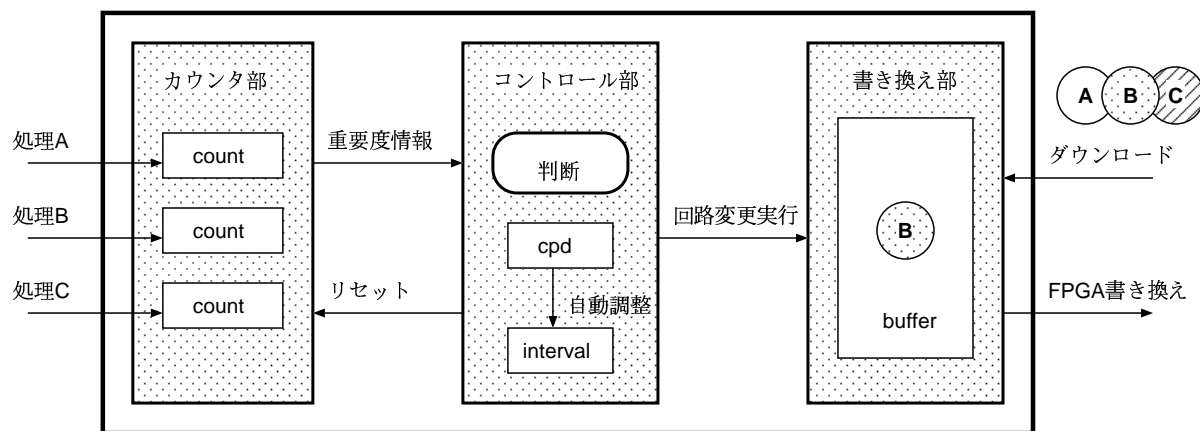 カウンタ部
コントロール部
書き換え部
A
B
C
処理A
count
重要度情報
判断
ダウンロード
処理B
count
cpd
回路変更実行
B
処理C
count
リセット
自動調整
interval
buffer
FPGA書き換え